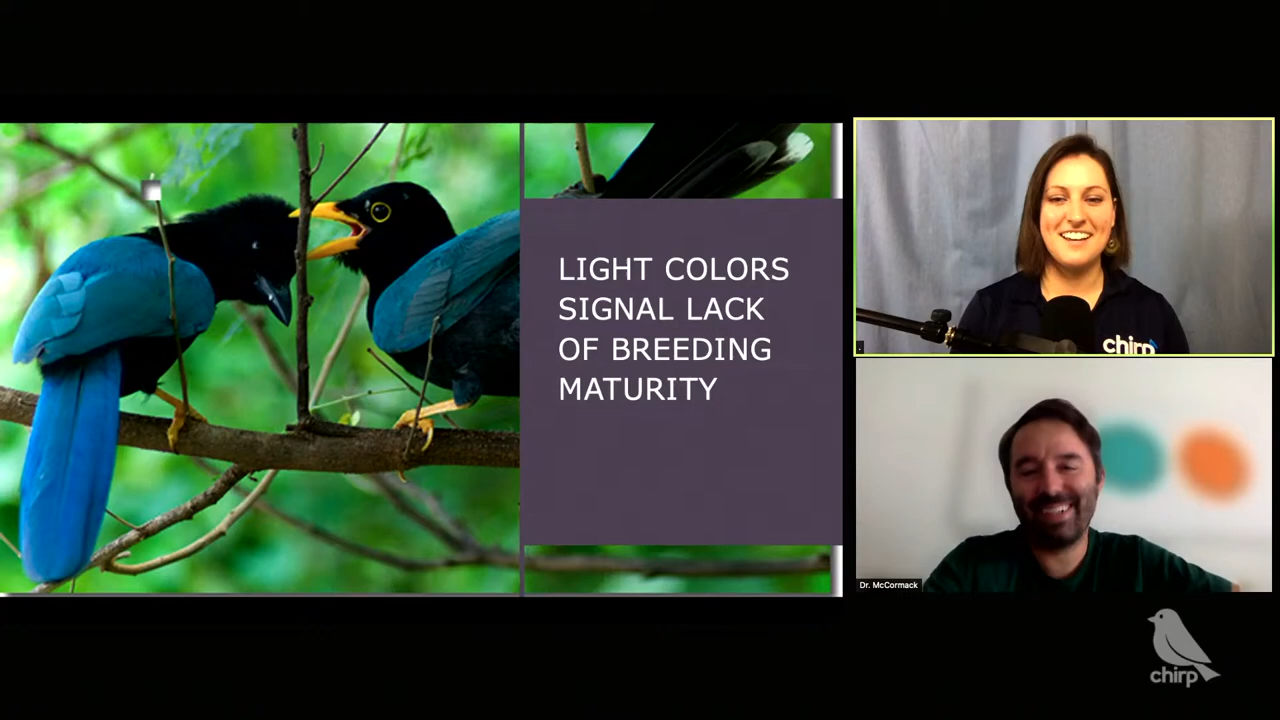 LIGHT COLORS
SIGNAL LACK
OF BREEDING
MATURITY
chirp
Dr. McCormack
chirp